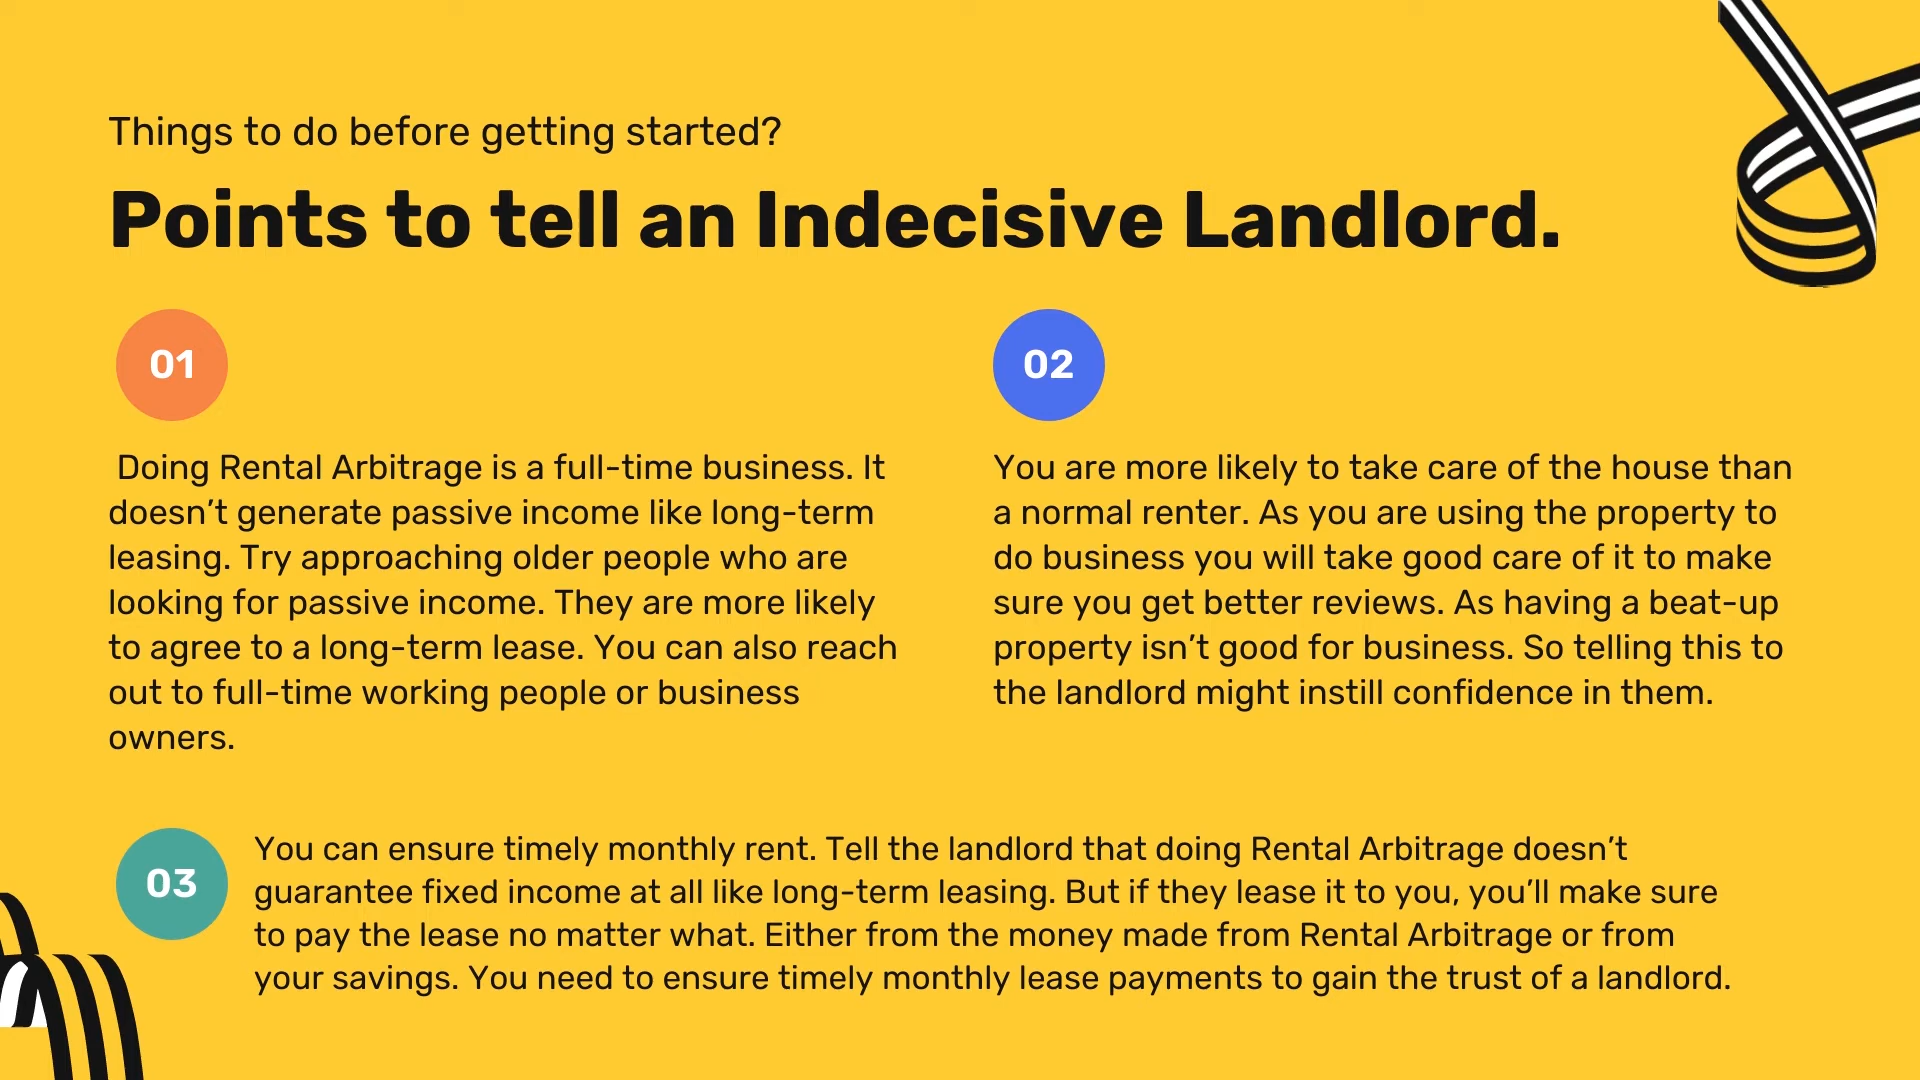 Things to do before getting started?
Points to tell an Indecisive Landlord.
01
Doing Rental Arbitrage is a full-time business. It
doesn’t generate passive income like long-term
leasing. Try approaching older people who are
looking for passive income. They are more likely
to agree to a long-term lease. You can also reach
out to full-time working people or business
owners.
02
You are more likely to take care of the house than
a normal renter. As you are using the property to
do business you will take good care of it to make
sure you get better reviews. As having a beat-up
property isn’t good for business. So telling this to
the landlord might instill confidence in them.
03
You can ensure timely monthly rent. Tell the landlord that doing Rental Arbitrage doesn’t
guarantee fixed income at all like long-term leasing. But if they lease it to you, you’ll make sure
to pay the lease no matter what. Either from the money made from Rental Arbitrage or from
your savings. You need to ensure timely monthly lease payments to gain the trust of a landlord.